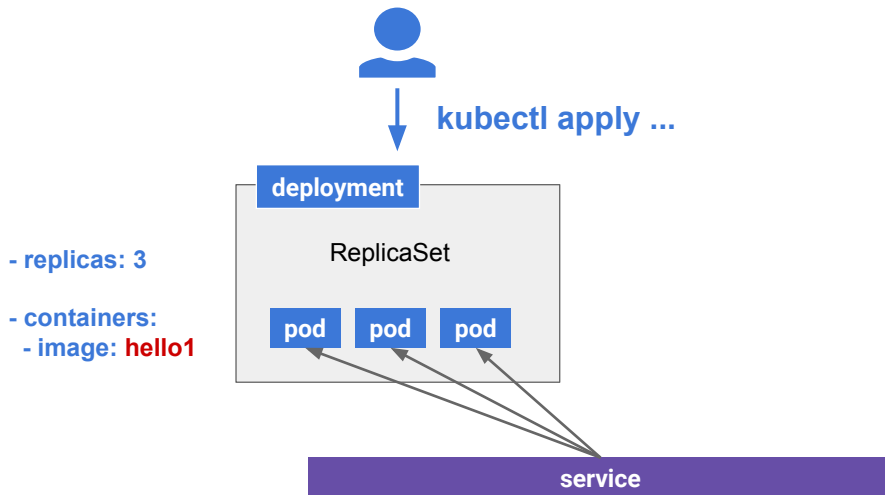 kubectl apply ...
deployment
ReplicaSet
- replicas: 3
- containers:
- image: hello1
pod pod pod
service